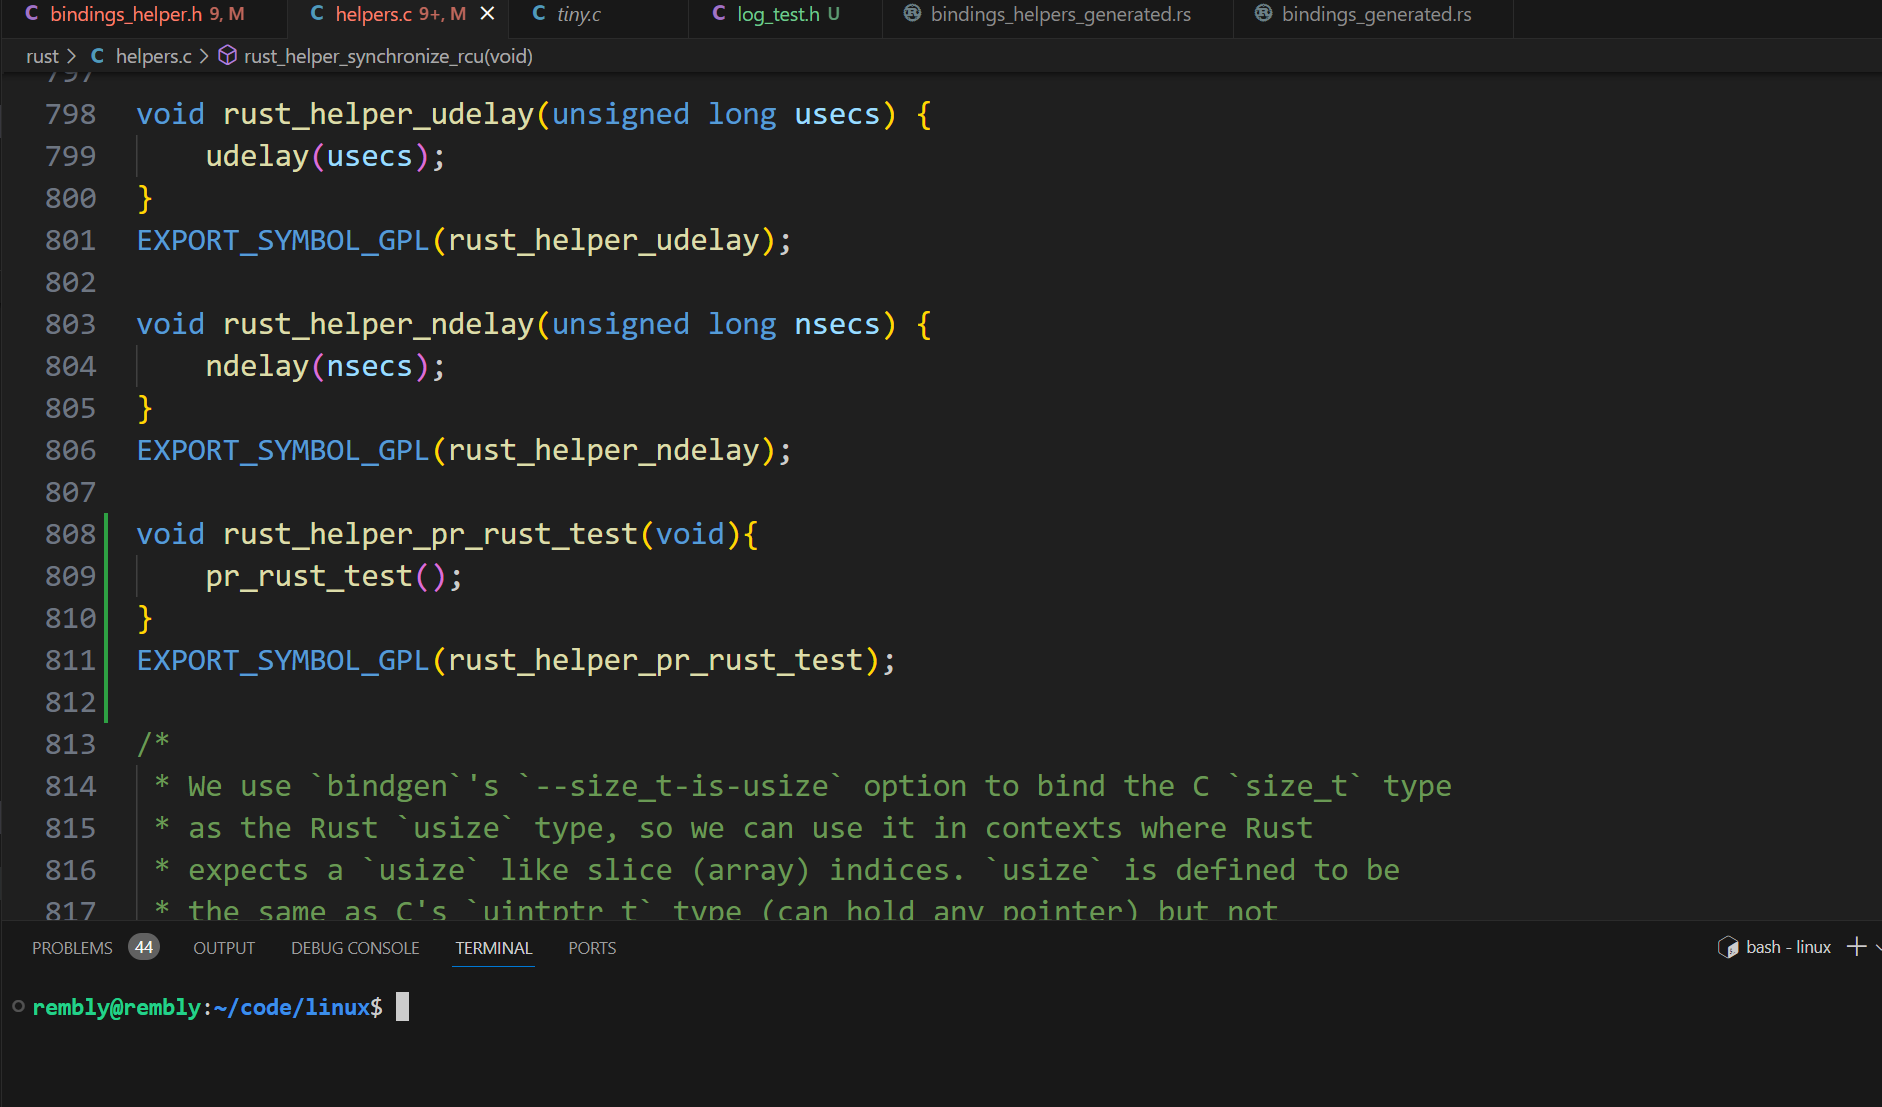 C bindings_helper.h 9, M C helpers.c 9+, M × C tiny.c C log_test.h U bindings_helpers_generated.rs bindings_generated.rs
rust > C helpers.c > rust_helper_synchronize_rcu(void)
797
798 void rust_helper_udelay(unsigned long usecs) {
799 udelay(usecs);
800 }
801 EXPORT_SYMBOL_GPL(rust_helper_udelay);
802
803 void rust_helper_ndelay(unsigned long nsecs) {
804 ndelay(nsecs);
805 }
806 EXPORT_SYMBOL_GPL(rust_helper_ndelay);
807
808 void rust_helper_pr_rust_test(void){
809 pr_rust_test();
810 }
811 EXPORT_SYMBOL_GPL(rust_helper_pr_rust_test);
812
813 /*
814 * We use `bindgen`'s `--size_t-is-usize` option to bind the C `size_t` type
815 * as the Rust `usize` type, so we can use it in contexts where Rust
816 * expects a `usize` like slice (array) indices. `usize` is defined to be
817 * the same as C's `uintptr_t` type (can hold any pointer) but not
PROBLEMS 44 OUTPUT DEBUG CONSOLE TERMINAL PORTS bash - linux
rembly@rembly:~/code/linux$